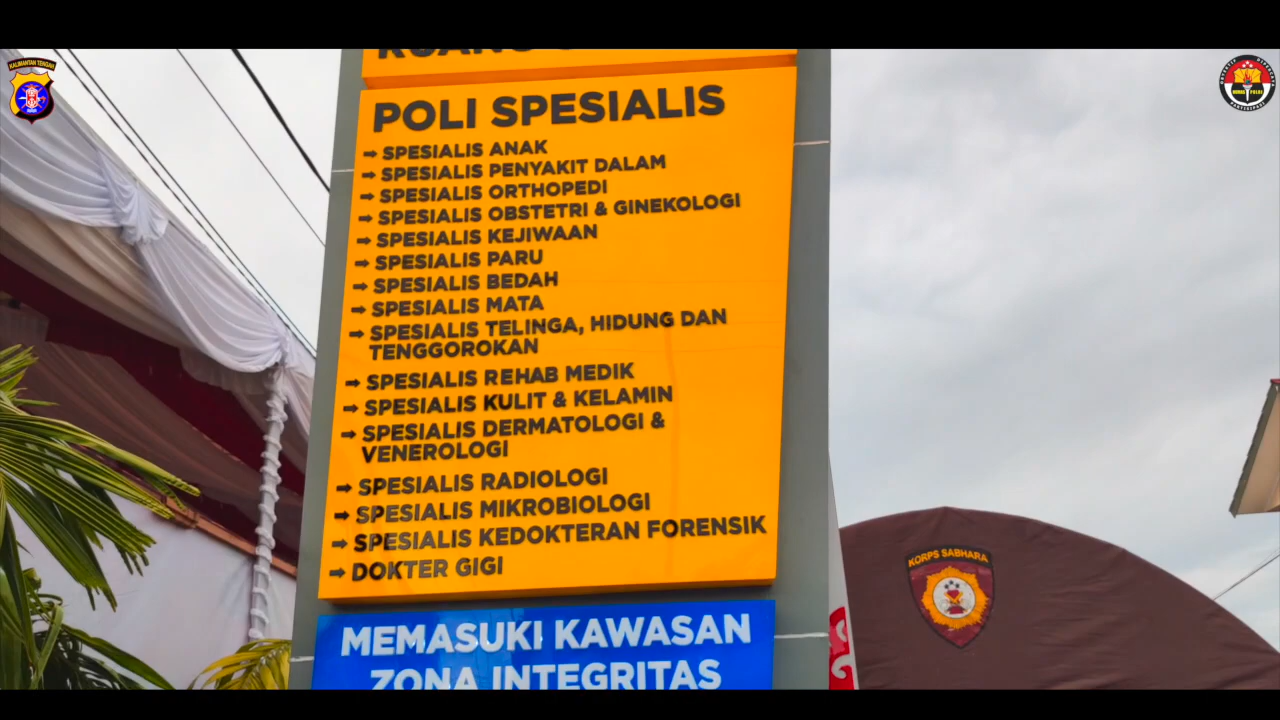 KALIMANTAN TENGAH
POLI SPESIALIS
➡ SPESIALIS ANAK
➡ SPESIALIS PENYAKIT DALAM
➡ SPESIALIS ORTHOPEDI
➡ SPESIALIS OBSTETRI & GINEKOLOGI
➡ SPESIALIS KEJIWAAN
➡ SPESIALIS PARU
➡ SPESIALIS BEDAH
➡ SPESIALIS MATA
➡ SPESIALIS TELINGA, HIDUNG DAN
TENGGOROKAN
➡ SPESIALIS REHAB MEDIK
➡ SPESIALIS KULIT & KELAMIN
➡ SPESIALIS DERMATOLOGI &
VENEROLOGI
➡ SPESIALIS RADIOLOGI
➡ SPESIALIS MIKROBIOLOGI
➡ SPESIALIS KEDOKTERAN FORENSIK
➡ DOKTER GIGI
MEMASUKI KAWASAN
ZONA INTEGRITAS
KORPS SABHARA